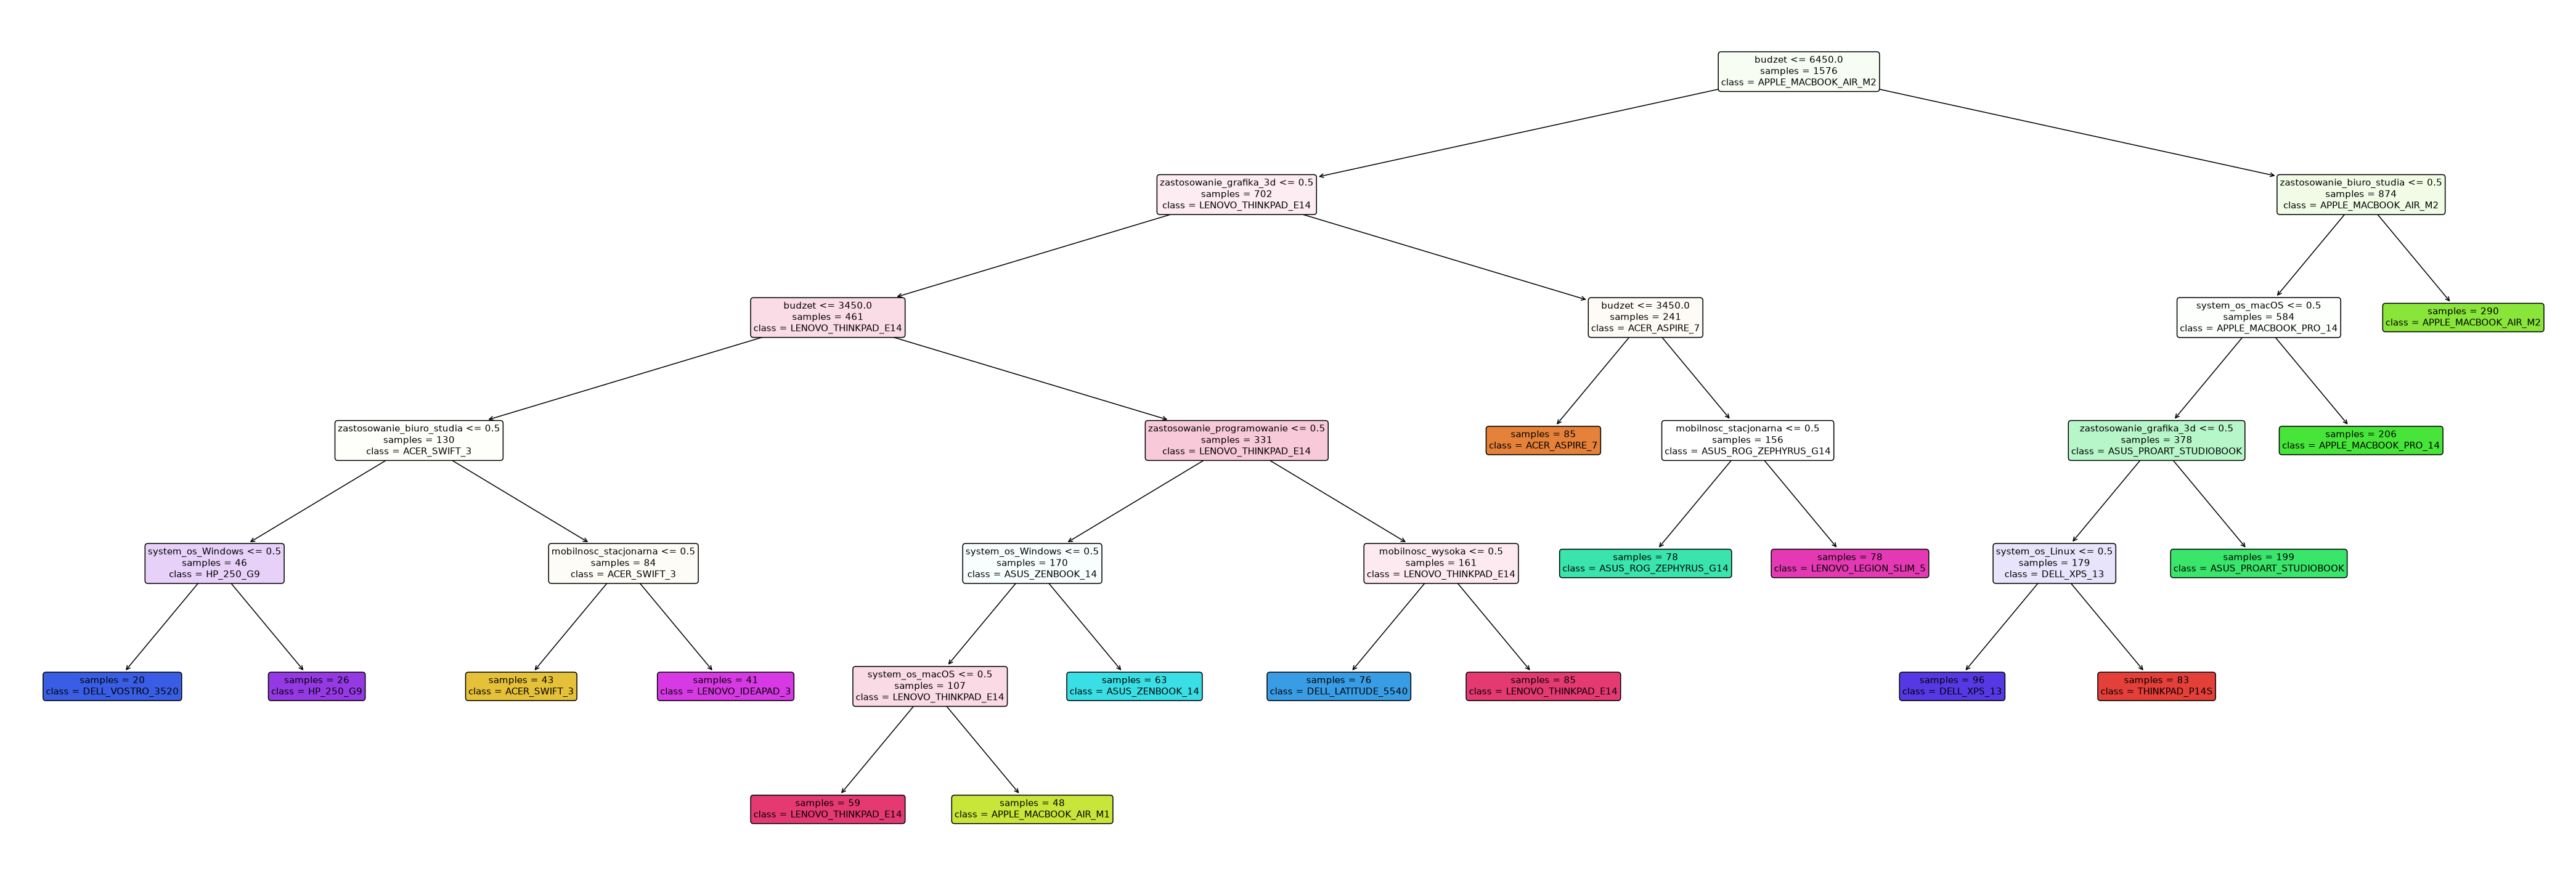 budzet <= 6450.0
samples = 1576
class = APPLE_MACBOOK_AIR_M2
zastosowanie_grafika_3d <= 0.5
samples = 702
class = LENOVO_THINKPAD_E14
zastosowanie_biuro_studia <= 0.5
samples = 874
class = APPLE_MACBOOK_AIR_M2
budzet <= 3450.0
samples = 461
class = LENOVO_THINKPAD_E14
budzet <= 3450.0
samples = 241
class = ACER_ASPIRE_7
system_os_macOS <= 0.5
samples = 584
class = APPLE_MACBOOK_PRO_14
samples = 290
class = APPLE_MACBOOK_AIR_M2
zastosowanie_biuro_studia <= 0.5
samples = 130
class = ACER_SWIFT_3
zastosowanie_programowanie <= 0.5
samples = 331
class = LENOVO_THINKPAD_E14
samples = 85
class = ACER_ASPIRE_7
mobilnosc_stacjonarna <= 0.5
samples = 156
class = ASUS_ROG_ZEPHYRUS_G14
zastosowanie_grafika_3d <= 0.5
samples = 378
class = ASUS_PROART_STUDIOBOOK
samples = 206
class = APPLE_MACBOOK_PRO_14
system_os_Windows <= 0.5
samples = 46
class = HP_250_G9
mobilnosc_stacjonarna <= 0.5
samples = 84
class = ACER_SWIFT_3
system_os_Windows <= 0.5
samples = 170
class = ASUS_ZENBOOK_14
mobilnosc_wysoka <= 0.5
samples = 161
class = LENOVO_THINKPAD_E14
samples = 78
class = ASUS_ROG_ZEPHYRUS_G14
samples = 78
class = LENOVO_LEGION_SLIM_5
system_os_Linux <= 0.5
samples = 179
class = DELL_XPS_13
samples = 199
class = ASUS_PROART_STUDIOBOOK
samples = 20
class = DELL_VOSTRO_3520
samples = 26
class = HP_250_G9
samples = 43
class = ACER_SWIFT_3
samples = 41
class = LENOVO_IDEAPAD_3
system_os_macOS <= 0.5
samples = 107
class = LENOVO_THINKPAD_E14
samples = 63
class = ASUS_ZENBOOK_14
samples = 76
class = DELL_LATITUDE_5540
samples = 85
class = LENOVO_THINKPAD_E14
samples = 96
class = DELL_XPS_13
samples = 83
class = THINKPAD_P14S
samples = 59
class = LENOVO_THINKPAD_E14
samples = 48
class = APPLE_MACBOOK_AIR_M1